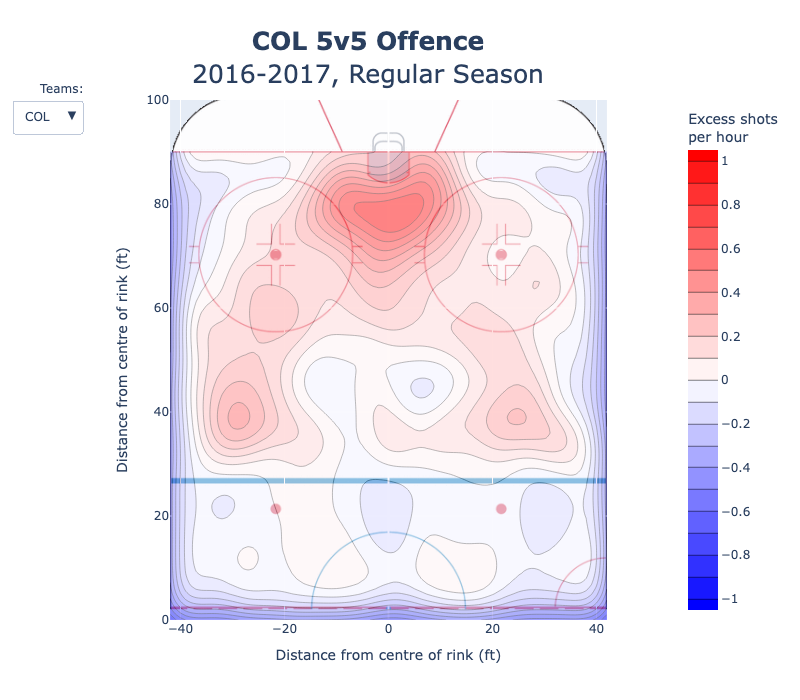 COL 5v5 Offence
2016-2017, Regular Season
Teams:
COL ▼
Excess shots
per hour
1
0.8
0.6
0.4
0.2
0
−0.2
−0.4
−0.6
−0.8
−1
Distance from centre of rink (ft)
100
80
60
40
20
0
−40
−20
0
20
40
Distance from centre of rink (ft)